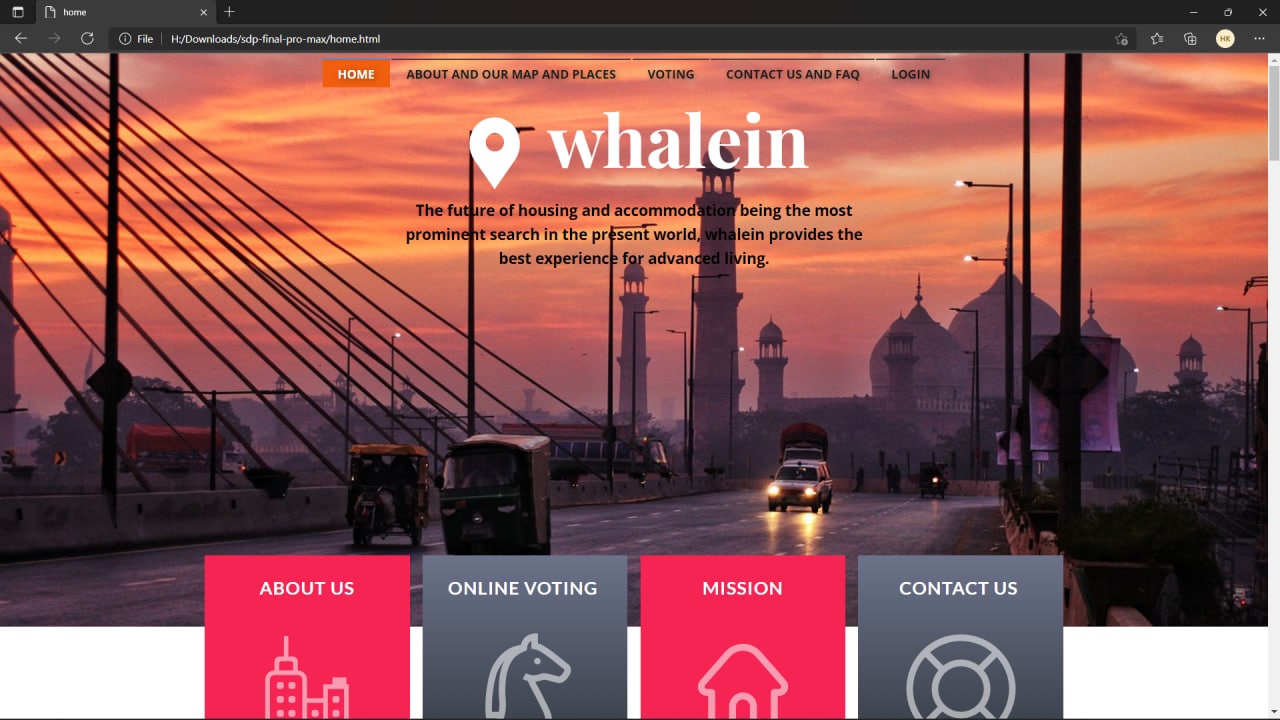 home
File
H:/Downloads/sdp-final-pro-max/home.html
HK
HOME
ABOUT AND OUR MAP AND PLACES
VOTING
CONTACT US AND FAQ
LOGIN
whalein
The future of housing and accommodation being the most
prominent search in the present world, whalein provides the
best experience for advanced living.
ABOUT US
ONLINE VOTING
MISSION
CONTACT US